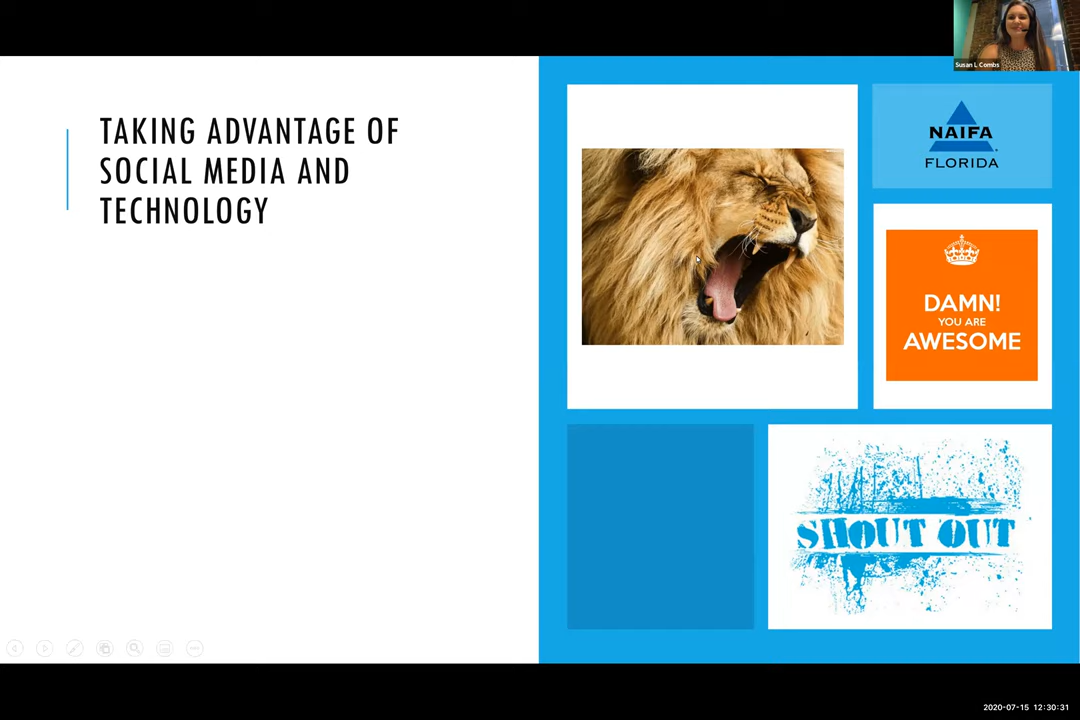 Susan L Combs
TAKING ADVANTAGE OF
SOCIAL MEDIA AND
TECHNOLOGY
NAIFA
FLORIDA
DAMN!
YOU ARE
AWESOME
SHOUT OUT
2020-07-15 12:30:31